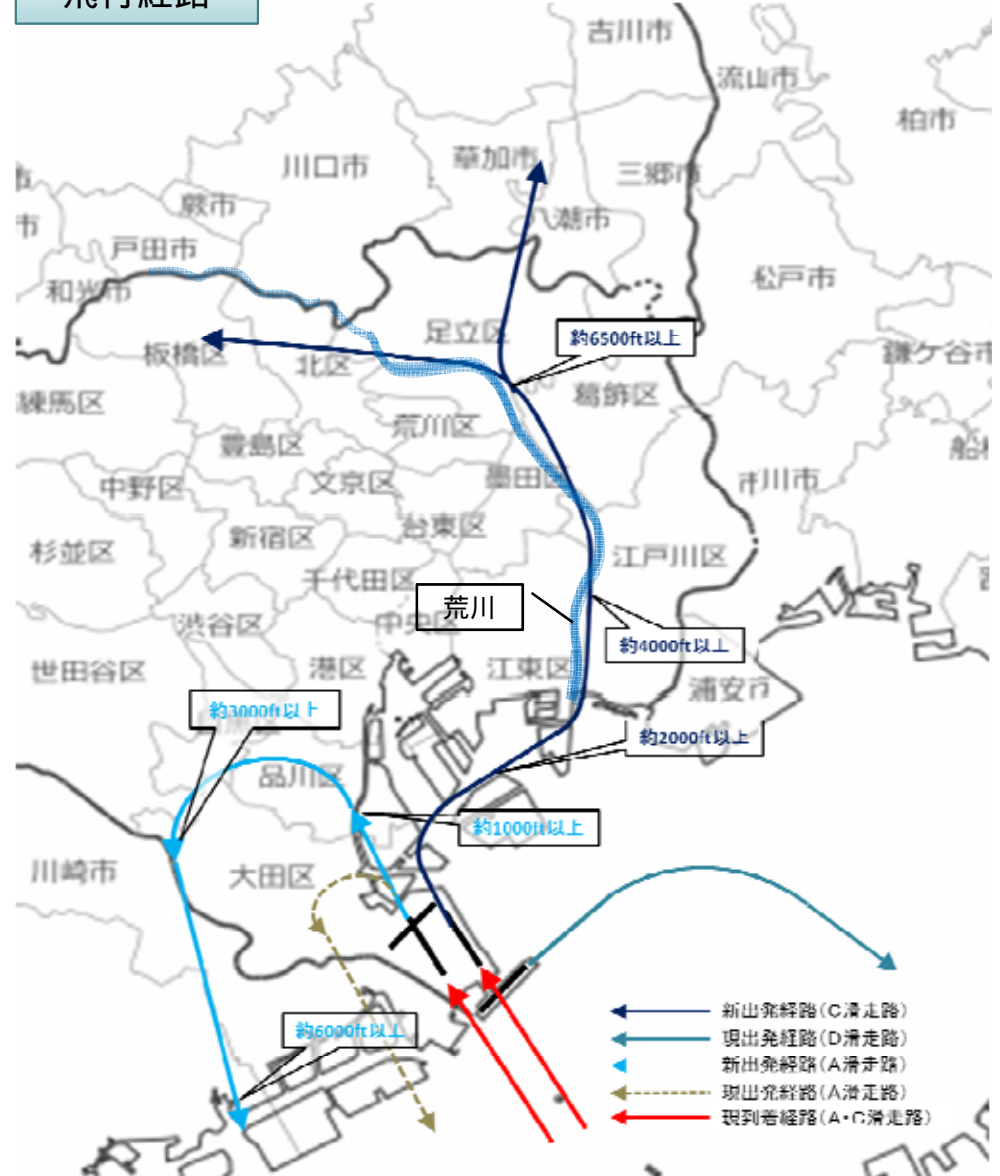 飛行経路
吉川市
流山市
柏市
川口市
草加市
三郷市
蕨市
八潮市
戸田市
市
市
和光市
松戸市
足立区
約6500ft以上
板橋区
北区
鎌ケ谷市
練馬区
葛飾区
荒川区
豊島区
船橋
中野区
文京区
墨田区
市川市
台東区
新宿区
杉並区
江戸川区
千代田区
荒川
渋谷区
中央区
約4000ft以上
世田谷区
港区
江東区
浦安市
約3000ft以上
約2000ft以上
品川区
約1000ft以上
川崎市
大田区
約6000ft以上
新出発経路(C滑走路)
現出発経路(D滑走路)
新出発経路(A滑走路)
現出発経路(A滑走路)
現到着経路(A・C滑走路)